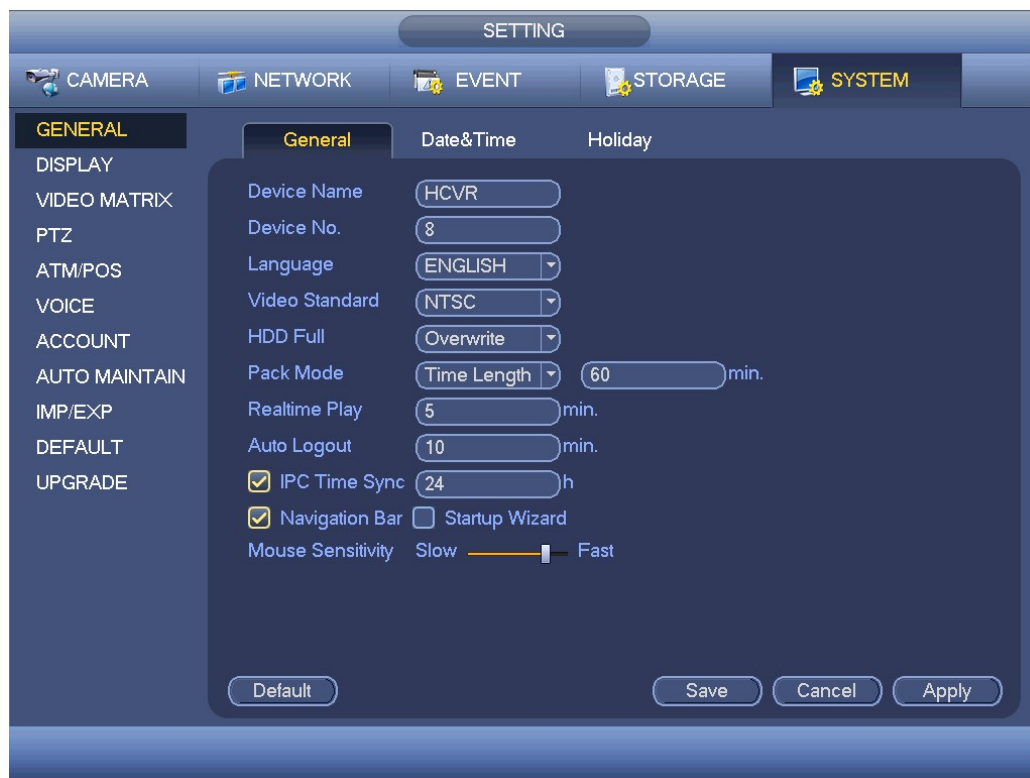 SETTING
CAMERA NETWORK EVENT STORAGE SYSTEM
GENERAL
DISPLAY
VIDEO MATRIX
PTZ
ATM/POS
VOICE
ACCOUNT
AUTO MAINTAIN
IMP/EXP
DEFAULT
UPGRADE
General Date&Time Holiday
Device Name HCVR
Device No. 8
Language ENGLISH
Video Standard NTSC
HDD Full Overwrite
Pack Mode Time Length 60 min.
Realtime Play 5 min.
Auto Logout 10 min.
IPC Time Sync 24 h
Navigation Bar Startup Wizard
Mouse Sensitivity Slow Fast
Default Save Cancel Apply